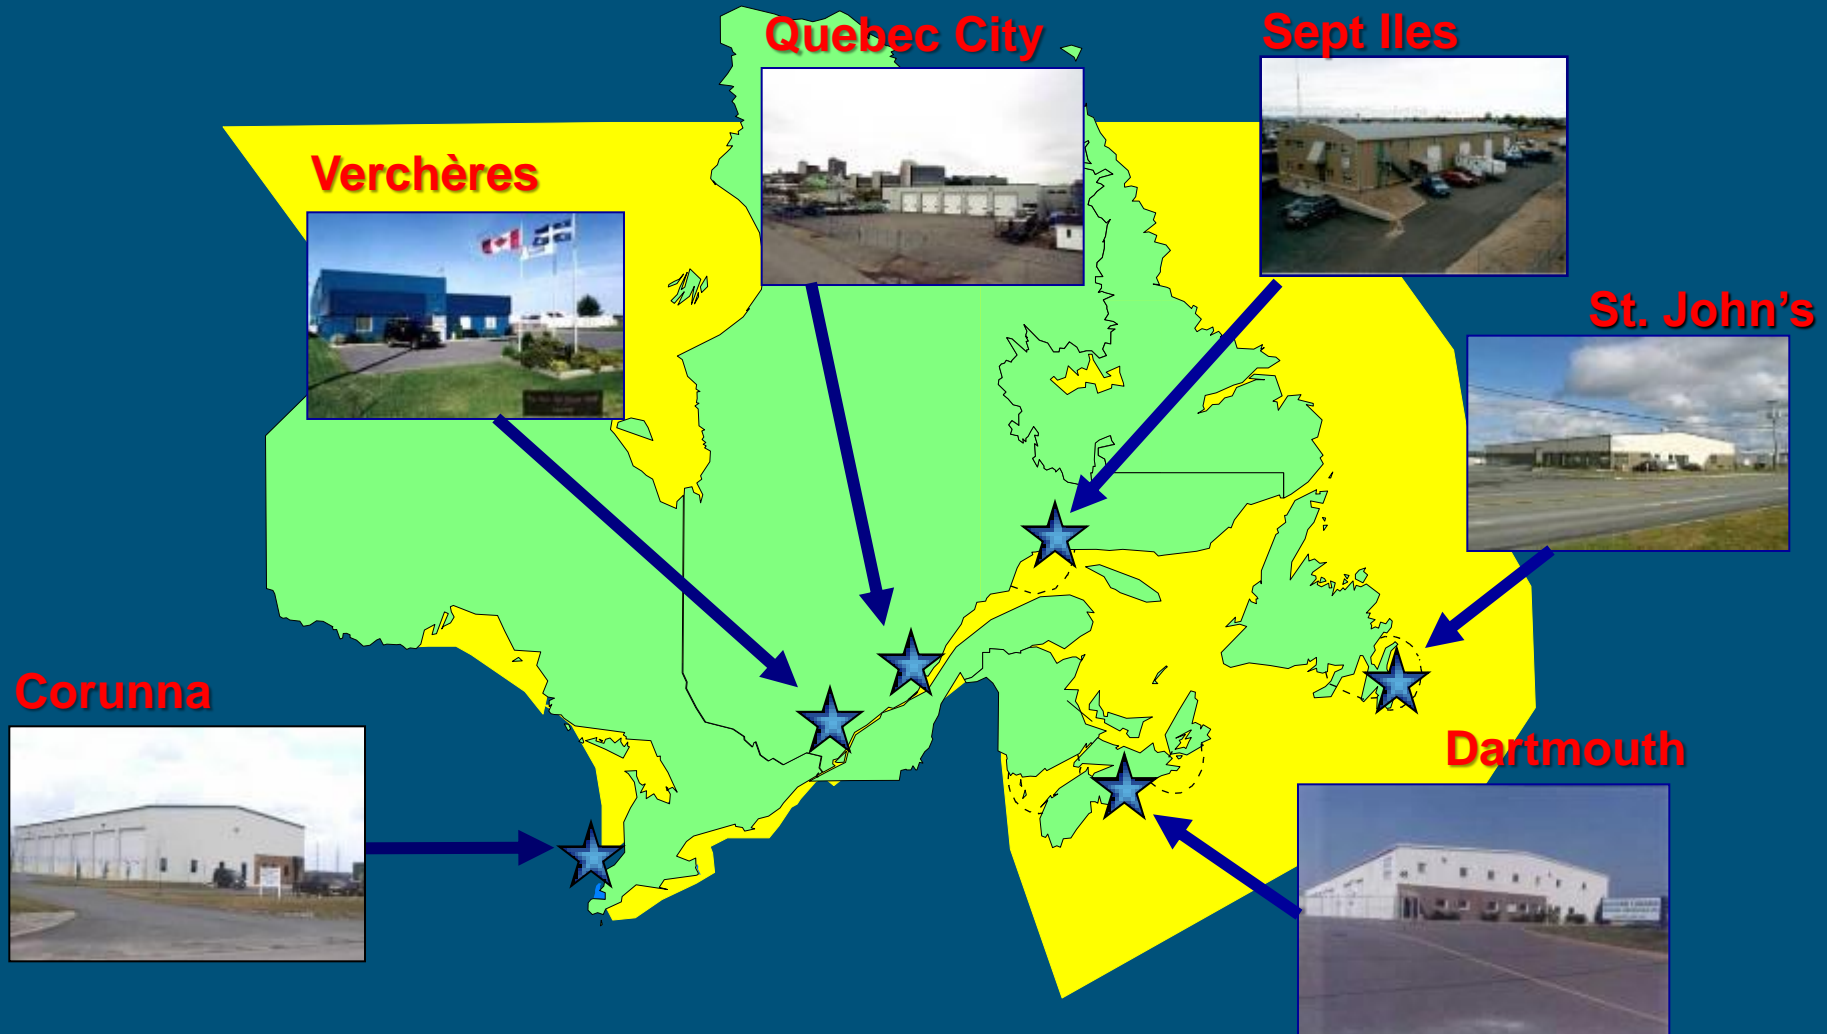 Quebec City
Sept Iles
Verchères
St. John’s
Corunna
Dartmouth